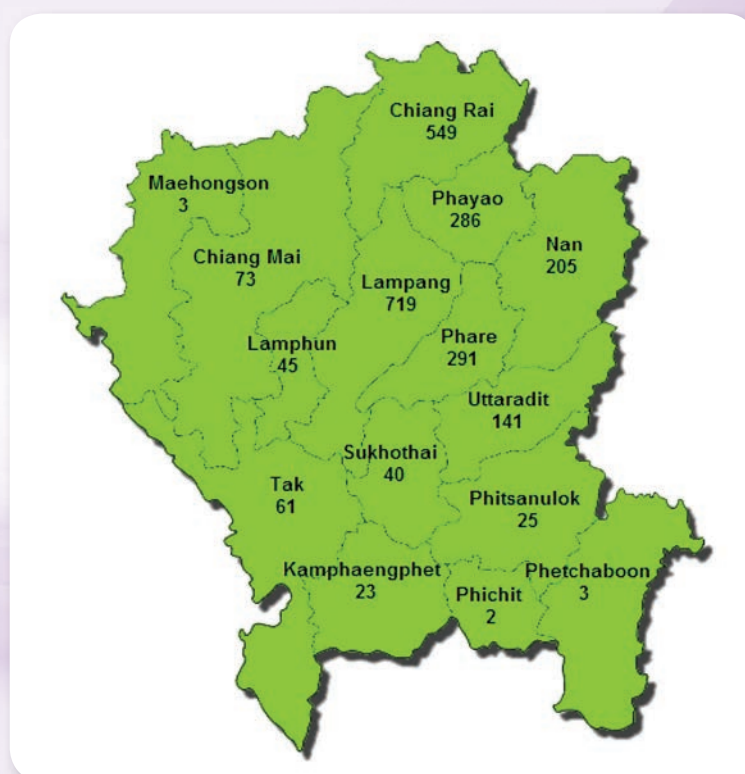 Chiang Rai
549
Maehongson
3
Phayao
286
Nan
205
Chiang Mai
73
Lampang
719
Lamphun
45
Phare
291
Uttaradit
141
Sukhothai
40
Tak
61
Phitsanulok
25
Kamphaengphet
23
Phichit
2
Phetchaboon
3